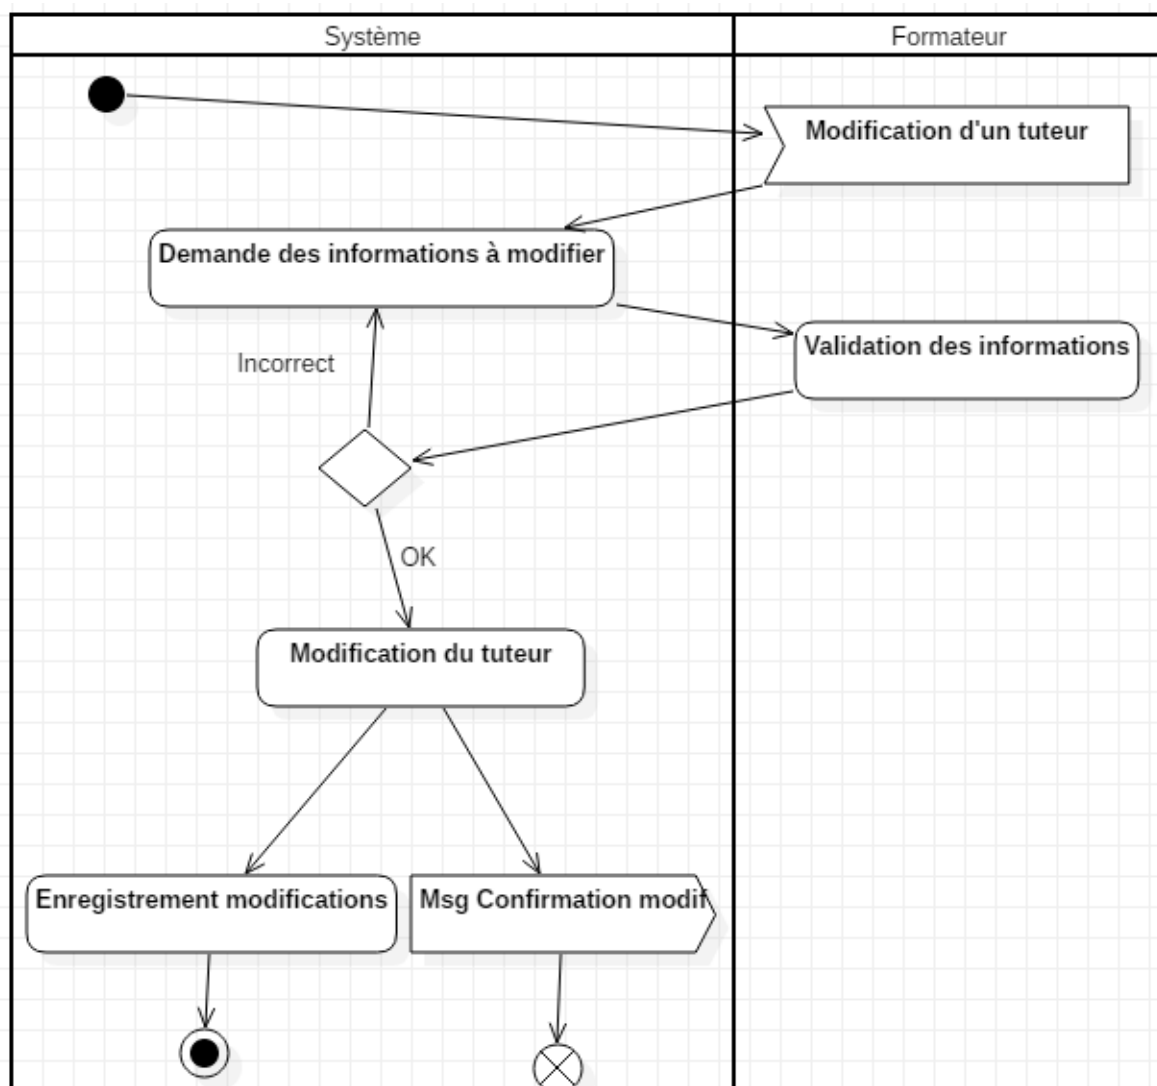 Système
Formateur
Modification d'un tuteur
Demande des informations à modifier
Validation des informations
Incorrect
OK
Modification du tuteur
Enregistrement modifications
Msg Confirmation modif